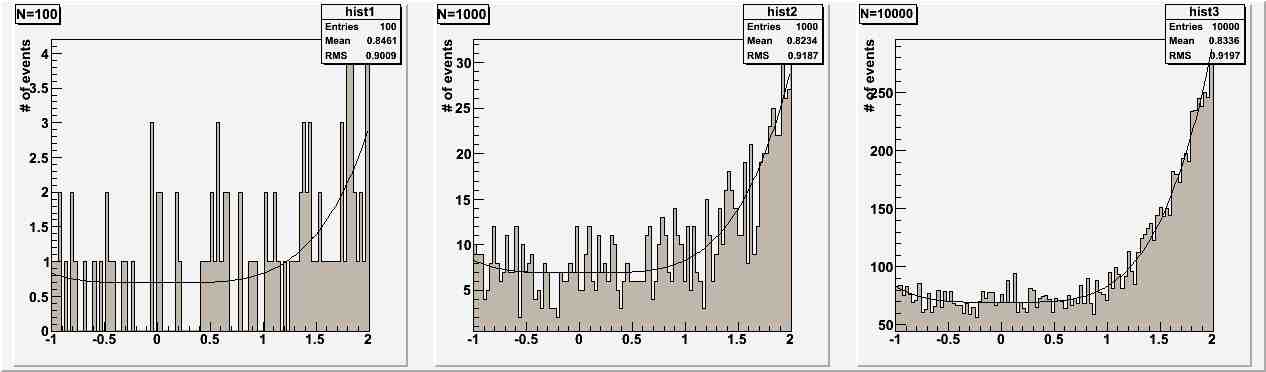 N=100
hist1
Entries 100
Mean 0.8461
RMS 0.9009
# of events
4
3.5
3
2.5
2
1.5
1
0.5
0
-1 -0.5 0 0.5 1 1.5 2
N=1000
hist2
Entries 1000
Mean 0.8234
RMS 0.9187
# of events
30
25
20
15
10
5
-1 -0.5 0 0.5 1 1.5 2
N=10000
hist3
Entries 10000
Mean 0.8336
RMS 0.9197
# of events
250
200
150
100
50
-1 -0.5 0 0.5 1 1.5 2